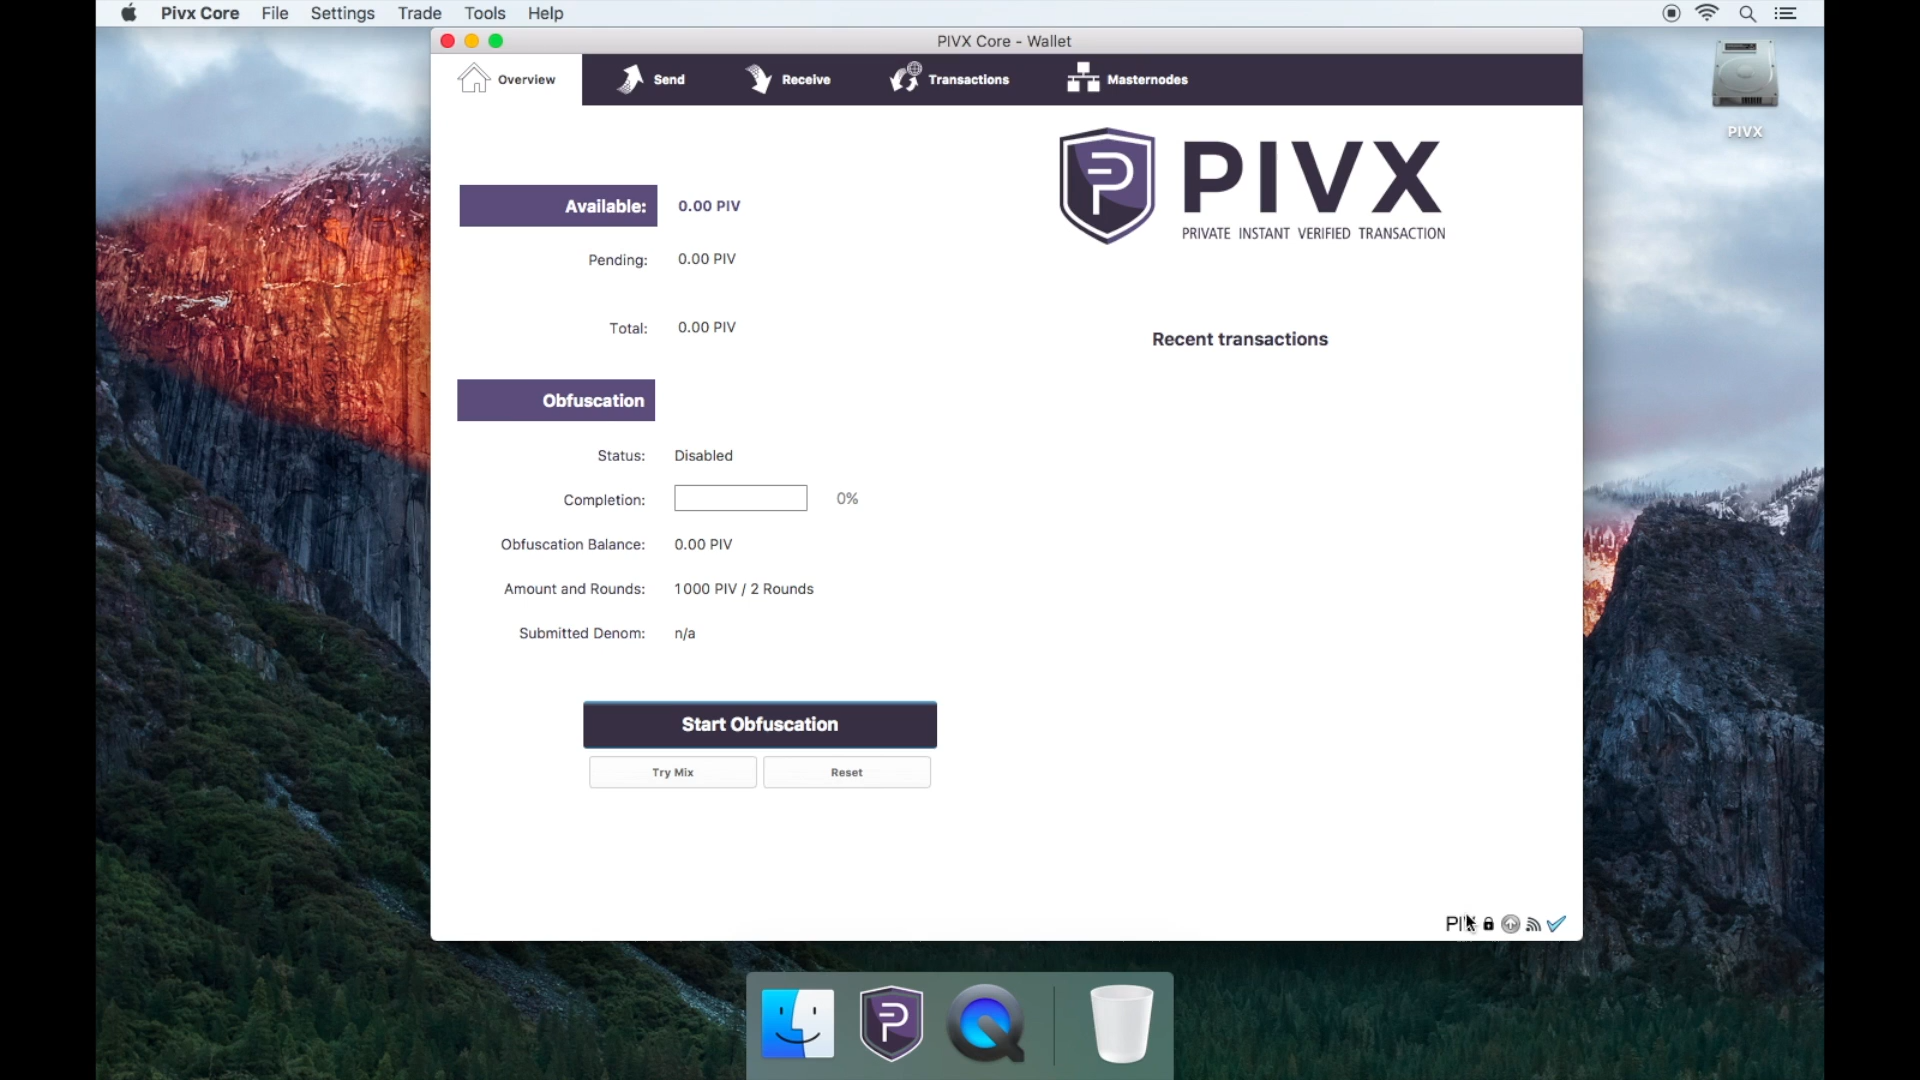 Pivx Core File Settings Trade Tools Help
PIVX Core - Wallet
Overview Send Receive Transactions Masternodes
PIVX
PIVX
PRIVATE INSTANT VERIFIED TRANSACTION
Available: 0.00 PIV
Pending: 0.00 PIV
Total: 0.00 PIV
Recent transactions
Obfuscation
Status: Disabled
Completion: 0%
Obfuscation Balance: 0.00 PIV
Amount and Rounds: 1000 PIV / 2 Rounds
Submitted Denom: n/a
Start Obfuscation
Try Mix Reset